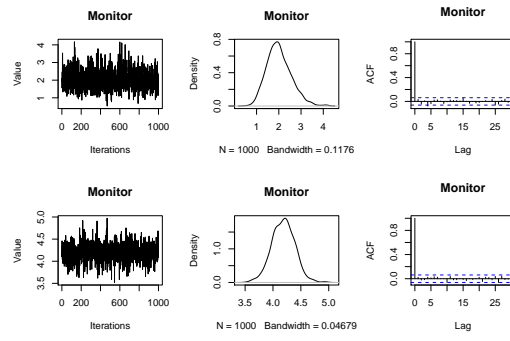 Monitor
Value
1 2 3 4
0 200 600 1000
Iterations
Monitor
Density
0.0 0.4 0.8
1 2 3 4
N = 1000 Bandwidth = 0.1176
Monitor
ACF
0.0 0.4 0.8
0 5 15 25
Lag
Monitor
Value
3.5 4.0 4.5 5.0
0 200 600 1000
Iterations
Monitor
Density
0.0 1.0
3.5 4.0 4.5 5.0
N = 1000 Bandwidth = 0.04679
Monitor
ACF
0.0 0.4 0.8
0 5 15 25
Lag